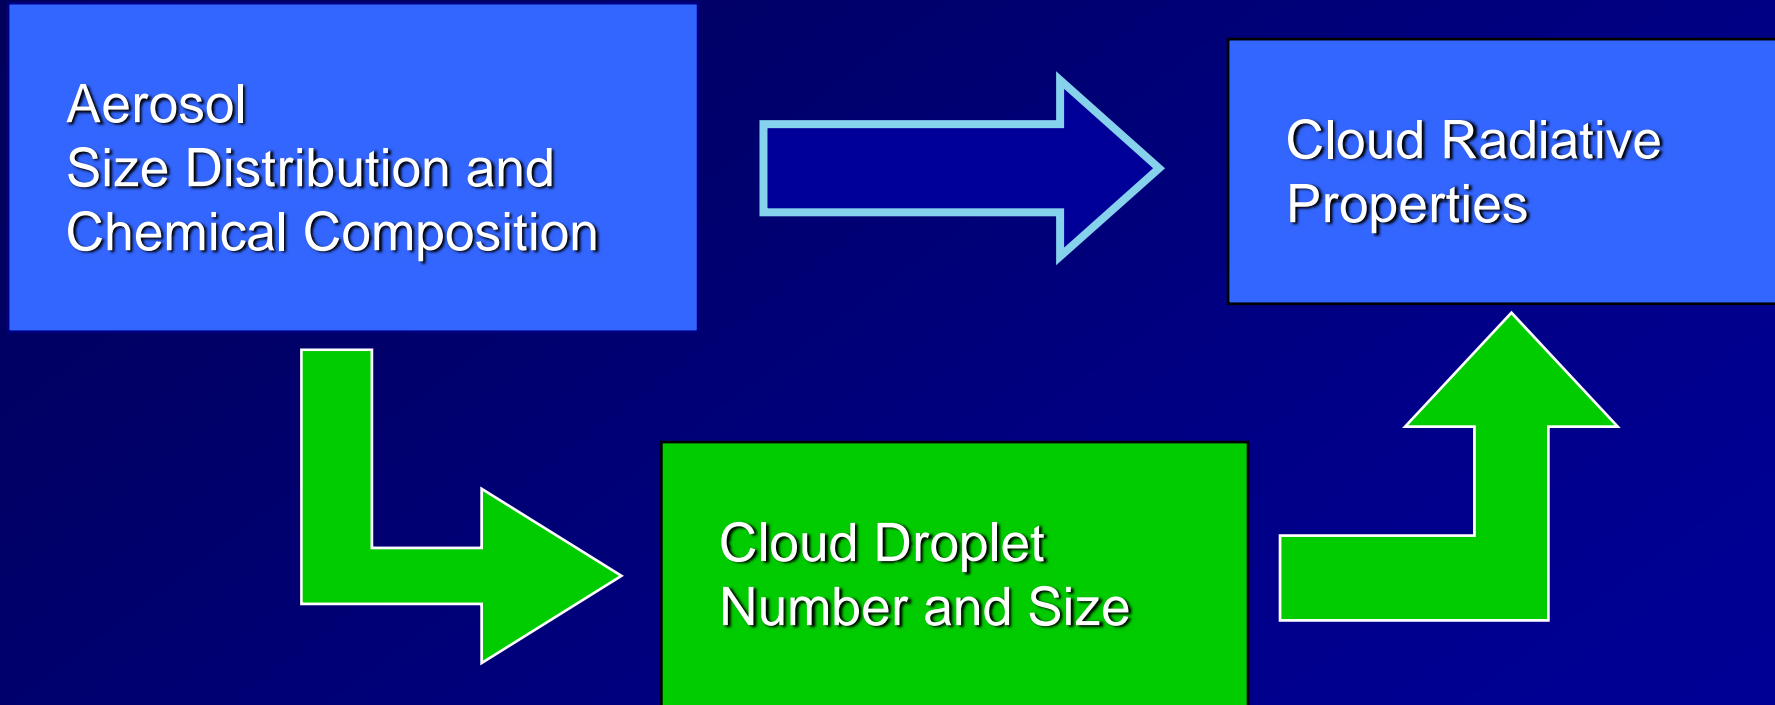 Aerosol
Size Distribution and
Chemical Composition
Cloud Radiative
Properties
Cloud Droplet
Number and Size